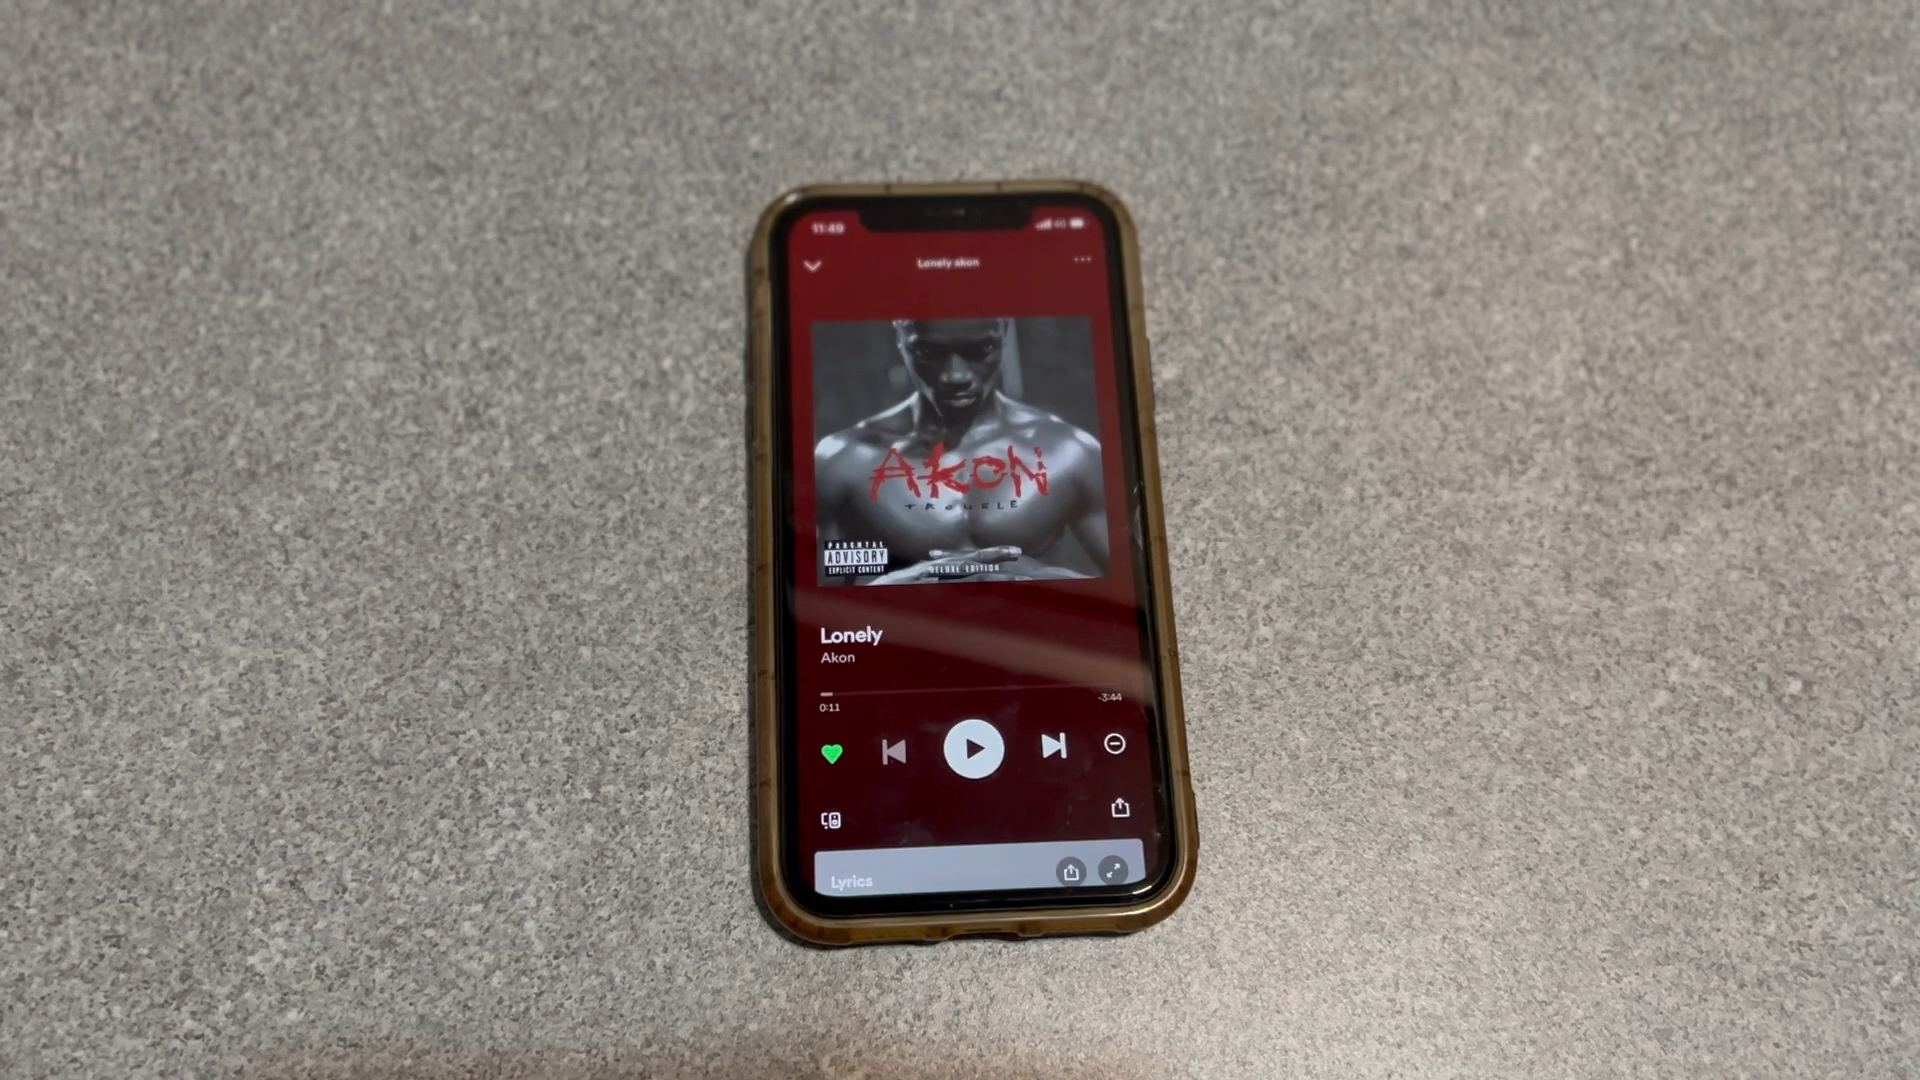 11:49
4G
Lonely akon
AKON
TROUBLE
PARENTAL
ADVISORY
EXPLICIT CONTENT
DELUXE EDITION
Lonely
Akon
0:11
-3:44
Lyrics